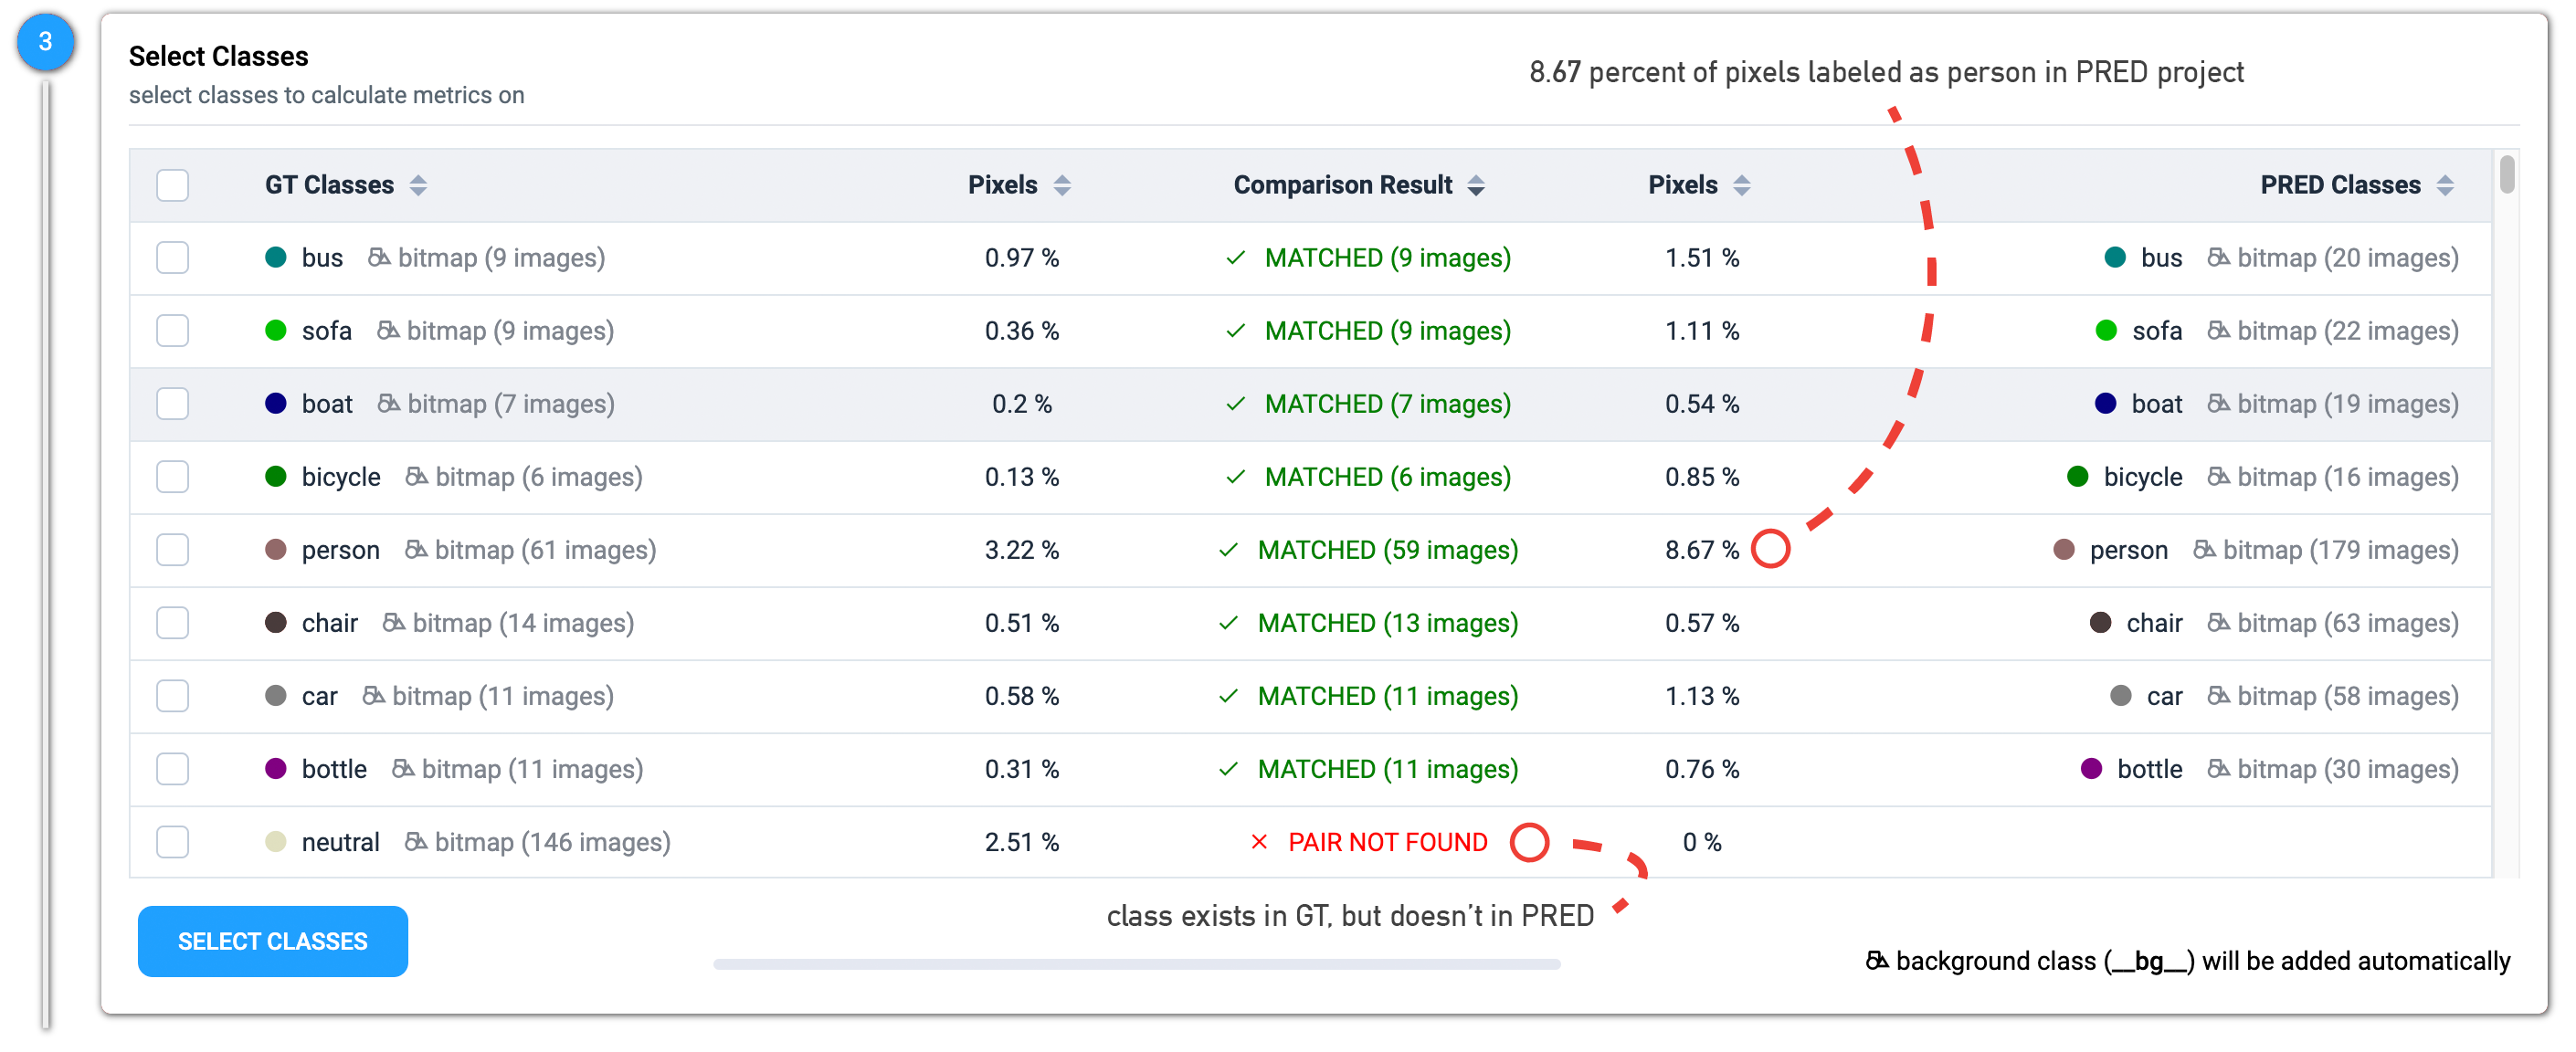 3
Select Classes
select classes to calculate metrics on
8.67 percent of pixels labeled as person in PRED project
GT Classes Pixels Comparison Result Pixels PRED Classes
bus bitmap (9 images) 0.97 % MATCHED (9 images) 1.51 % bus bitmap (20 images)
sofa bitmap (9 images) 0.36 % MATCHED (9 images) 1.11 % sofa bitmap (22 images)
boat bitmap (7 images) 0.2 % MATCHED (7 images) 0.54 % boat bitmap (19 images)
bicycle bitmap (6 images) 0.13 % MATCHED (6 images) 0.85 % bicycle bitmap (16 images)
person bitmap (61 images) 3.22 % MATCHED (59 images) 8.67 % person bitmap (179 images)
chair bitmap (14 images) 0.51 % MATCHED (13 images) 0.57 % chair bitmap (63 images)
car bitmap (11 images) 0.58 % MATCHED (11 images) 1.13 % car bitmap (58 images)
bottle bitmap (11 images) 0.31 % MATCHED (11 images) 0.76 % bottle bitmap (30 images)
neutral bitmap (146 images) 2.51 % PAIR NOT FOUND 0 %
class exists in GT, but doesn't in PRED
SELECT CLASSES
background class (__bg__) will be added automatically